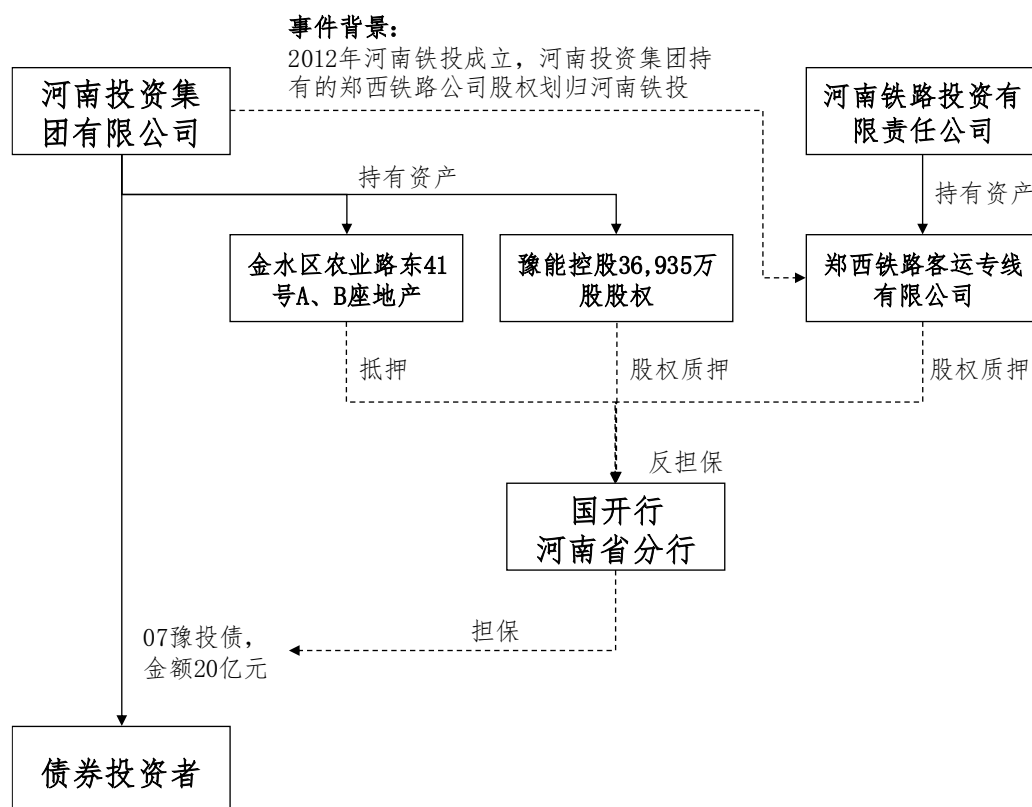 事件背景：
2012年河南铁投成立，河南投资集团持
有的郑西铁路公司股权划归河南铁投
河南投资集
团有限公司
河南铁路投资有
限责任公司
持有资产
持有资产
金水区农业路东41
号A、B座地产
豫能控股36,935万
股股权
郑西铁路客运专线
有限公司
抵押
股权质押
股权质押
反担保
国开行
河南省分行
07豫投债，
金额20亿元
担保
债券投资者